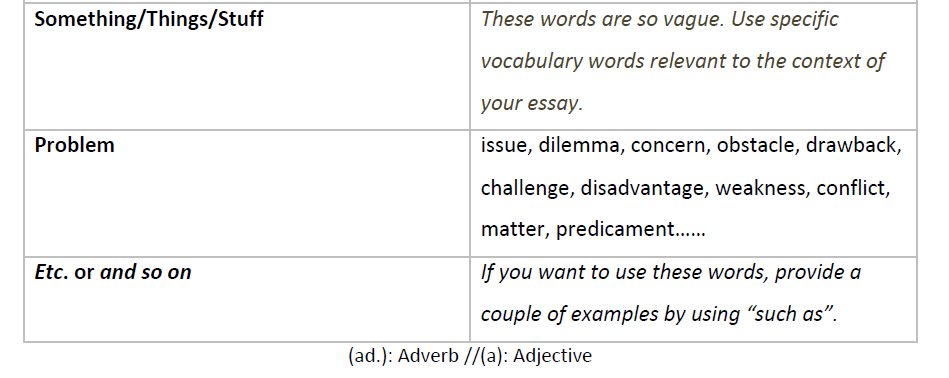 Something/Things/Stuff
These words are so vague. Use specific
vocabulary words relevant to the context of
your essay.
Problem
issue, dilemma, concern, obstacle, drawback,
challenge, disadvantage, weakness, conflict,
matter, predicament……
Etc. or and so on
If you want to use these words, provide a
couple of examples by using “such as”.
(ad.): Adverb //(a): Adjective